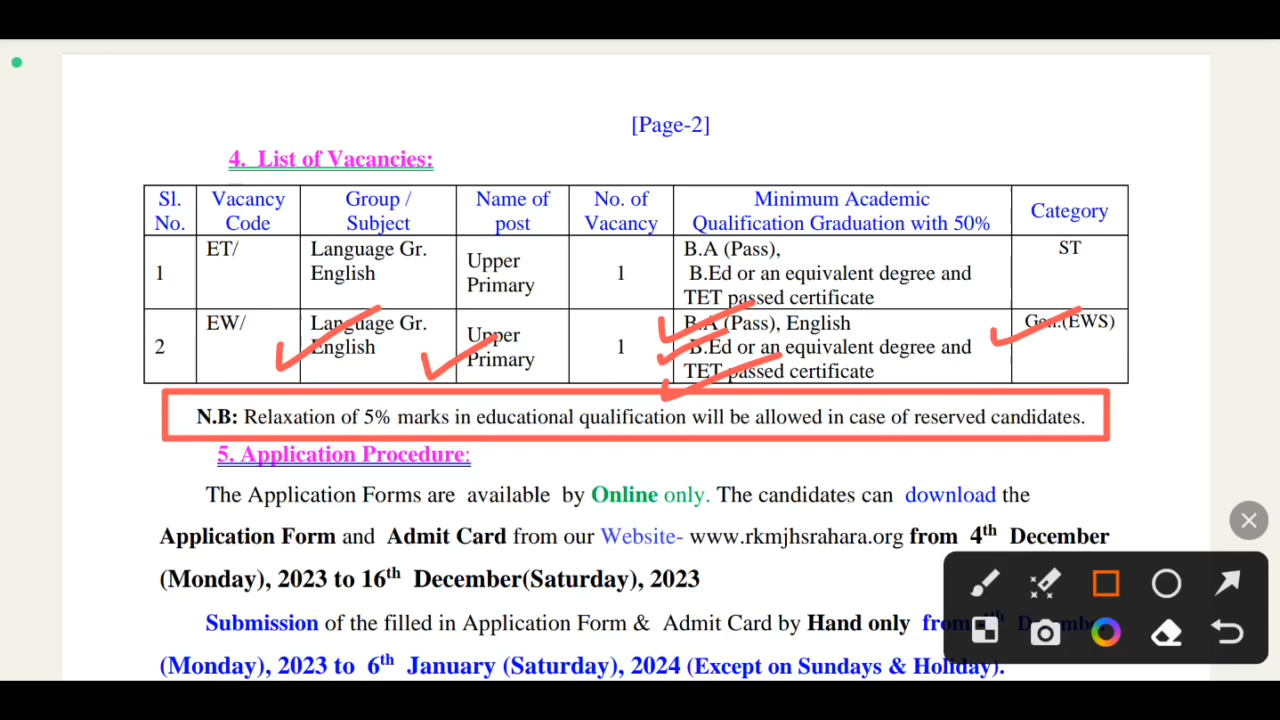 [Page-2]
4. List of Vacancies:
Sl. No. Vacancy Code Group / Subject Name of post No. of Vacancy Minimum Academic Qualification Graduation with 50% Category
1 ET/ Language Gr. English Upper Primary 1 B.A (Pass), B.Ed or an equivalent degree and TET passed certificate ST
2 EW/ Language Gr. English Upper Primary 1 B.A (Pass), English B.Ed or an equivalent degree and TET passed certificate Gen.(EWS)
N.B: Relaxation of 5% marks in educational qualification will be allowed in case of reserved candidates.
5. Application Procedure:
The Application Forms are available by Online only. The candidates can download the
Application Form and Admit Card from our Website- www.rkmjhsrahara.org from 4th December
(Monday), 2023 to 16th December(Saturday), 2023
Submission of the filled in Application Form & Admit Card by Hand only from
(Monday), 2023 to 6th January (Saturday), 2024 (Except on Sundays & Holiday).